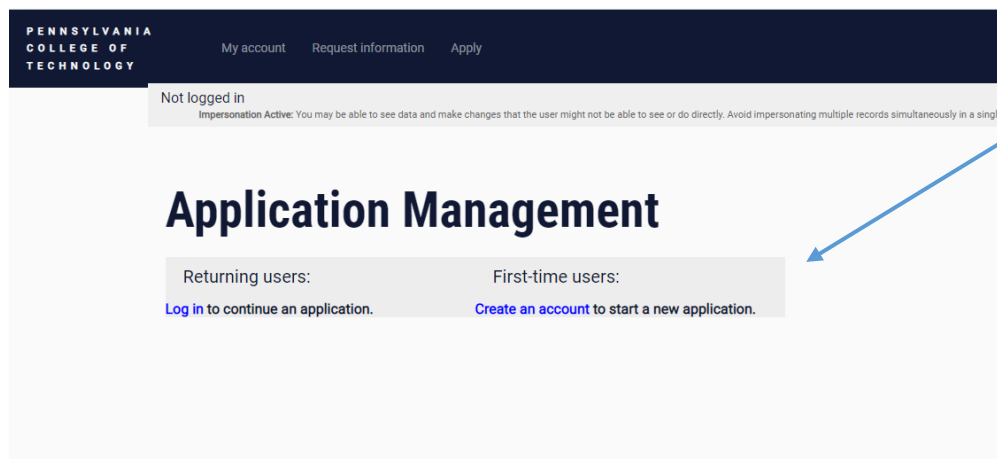 PENNSYLVANIA
COLLEGE OF
TECHNOLOGY
My account Request information Apply
Not logged in
Impersonation Active: You may be able to see data and make changes that the user might not be able to see or do directly. Avoid impersonating multiple records simultaneously in a singl
Application Management
Returning users: First-time users:
Log in to continue an application. Create an account to start a new application.